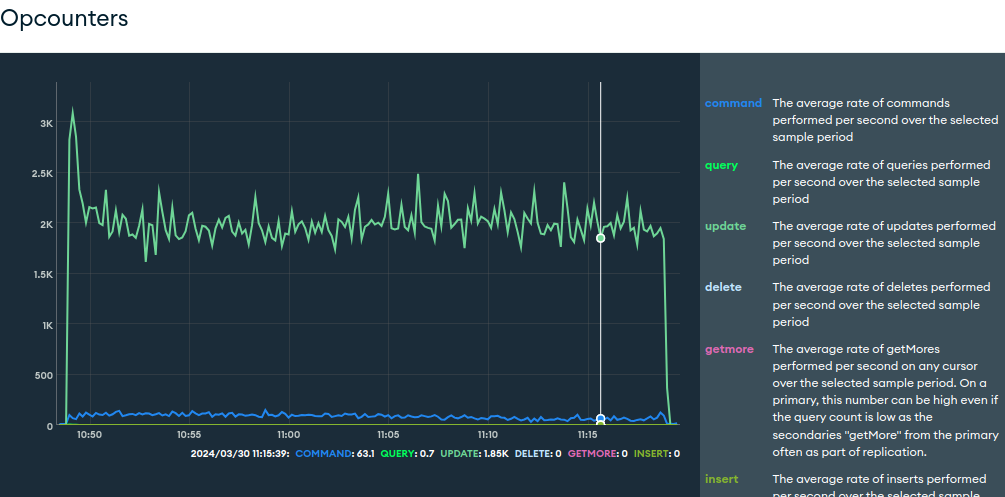 Opcounters
3K
2.5K
2K
1.5K
1K
500
0
10:50 10:55 11:00 11:05 11:10 11:15
2024/03/30 11:15:39: COMMAND: 63.1 QUERY: 0.7 UPDATE: 1.85K DELETE: 0 GETMORE: 0 INSERT: 0
command The average rate of commands
performed per second over the selected
sample period
query The average rate of queries performed
per second over the selected sample
period
update The average rate of updates performed
per second over the selected sample
period
delete The average rate of deletes performed
per second over the selected sample
period
getmore The average rate of getMores
performed per second on any cursor
over the selected sample period. On a
primary, this number can be high even if
the query count is low as the
secondaries "getMore" from the primary
often as part of replication.
insert The average rate of inserts performed
per second over the selected sample